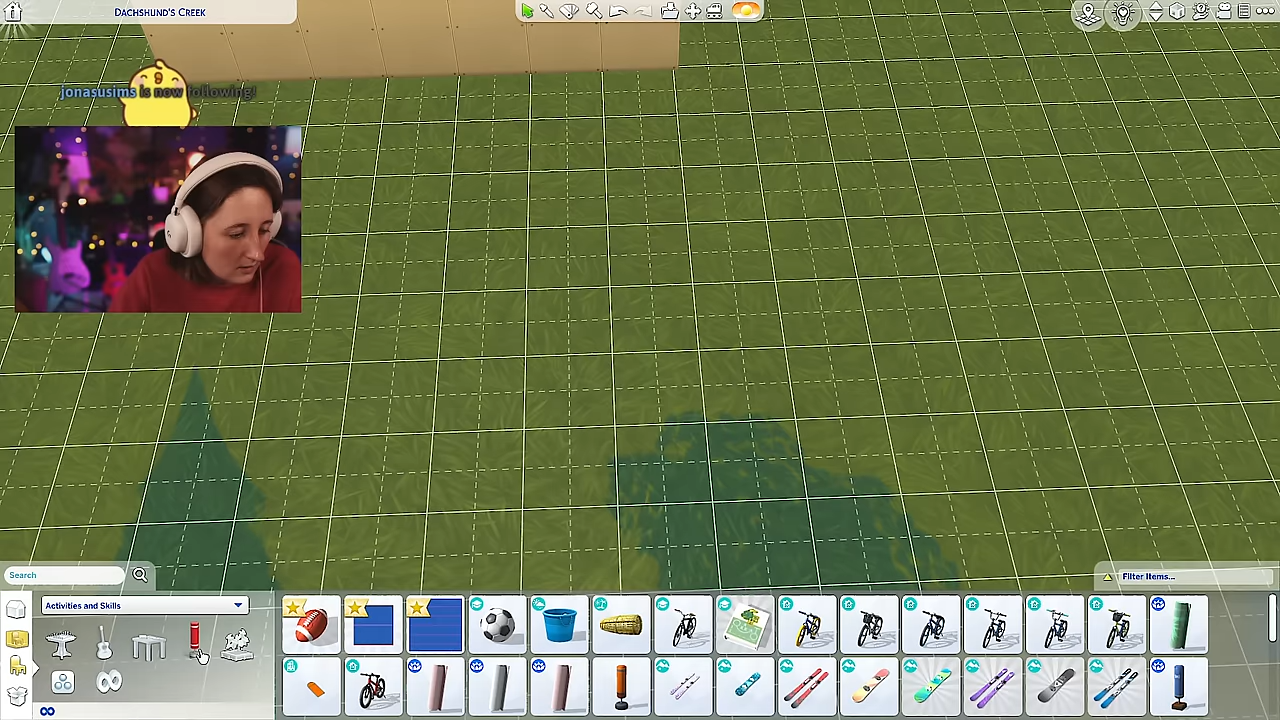 Dachshund's Creek
jonasusims is now following!
Search
Filter Items...
Activities and Skills